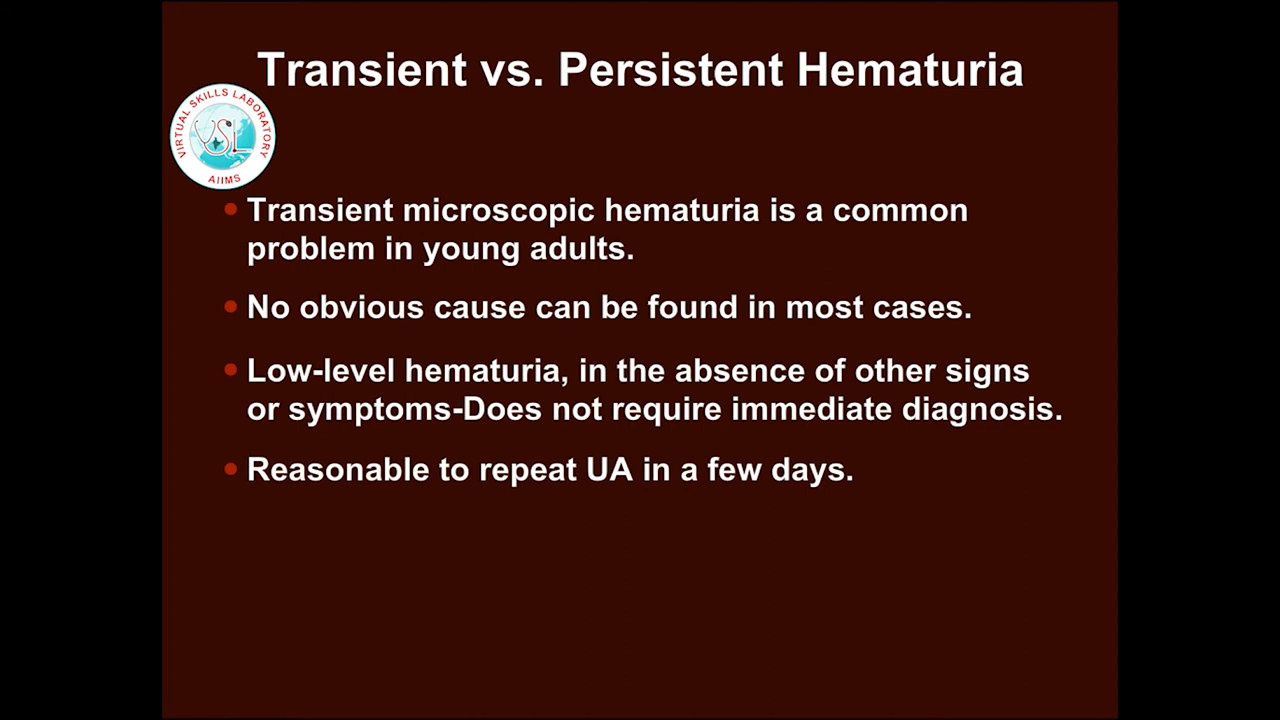 Transient vs. Persistent Hematuria
VIRTUAL SKILLS LABORATORY
VSL
AIIMS
• Transient microscopic hematuria is a common
problem in young adults.
• No obvious cause can be found in most cases.
• Low-level hematuria, in the absence of other signs
or symptoms-Does not require immediate diagnosis.
• Reasonable to repeat UA in a few days.